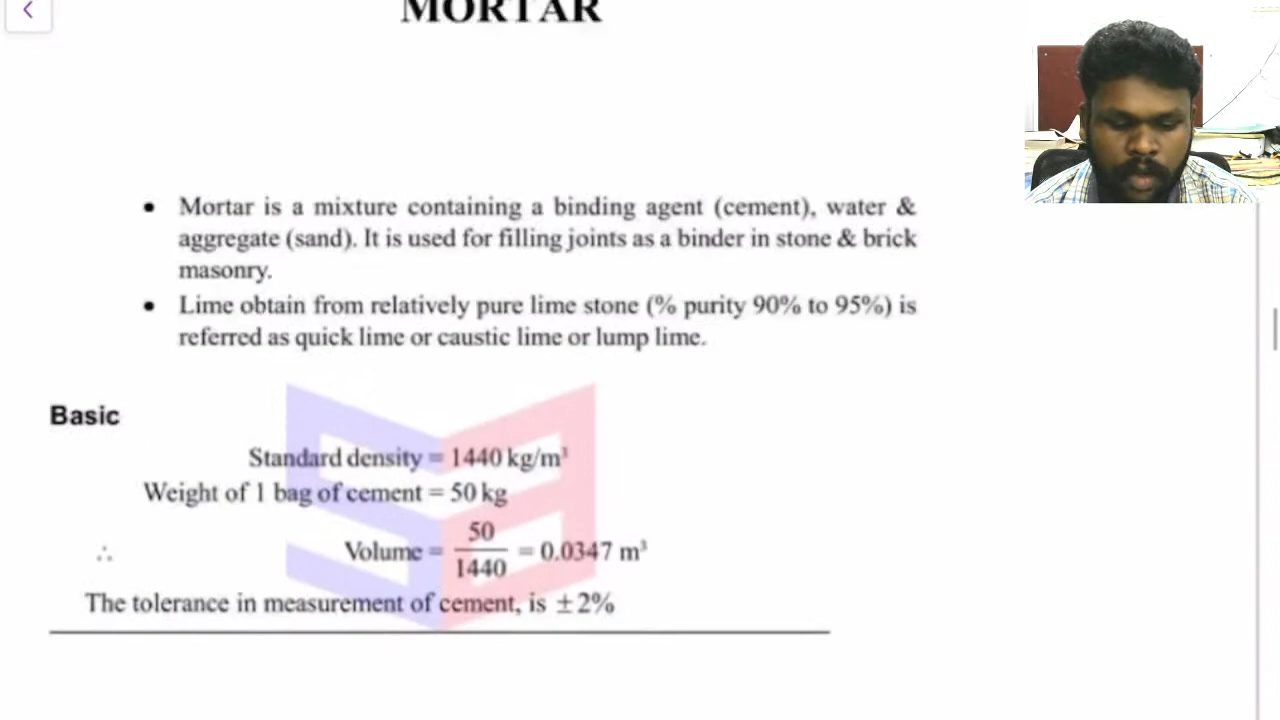 MORTAR
• Mortar is a mixture containing a binding agent (cement), water &
aggregate (sand). It is used for filling joints as a binder in stone & brick
masonry.
• Lime obtain from relatively pure lime stone (% purity 90% to 95%) is
referred as quick lime or caustic lime or lump lime.
Basic
Standard density = 1440 kg/m³
Weight of 1 bag of cement = 50 kg
∴ Volume = 50/1440 = 0.0347 m³
The tolerance in measurement of cement, is ±2%